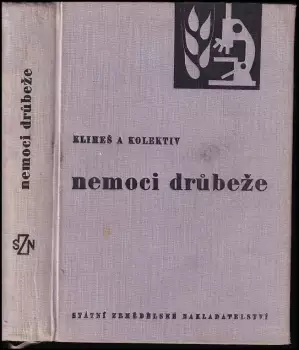 nemoci drůbeže
SZN
KLIMEŠ A KOLEKTIV
nemoci drůbeže
STÁTNÍ ZEMĚDĚLSKÉ NAKLADATELSTVÍ